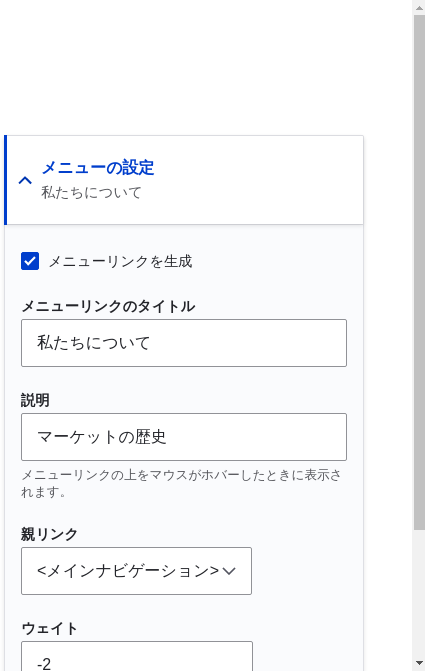 メニューの設定
私たちについて
メニューリンクを生成
メニューリンクのタイトル
私たちについて
説明
マーケットの歴史
メニューリンクの上をマウスがホバーしたときに表示さ
れます。
親リンク
<メインナビゲーション>
ウェイト
-2